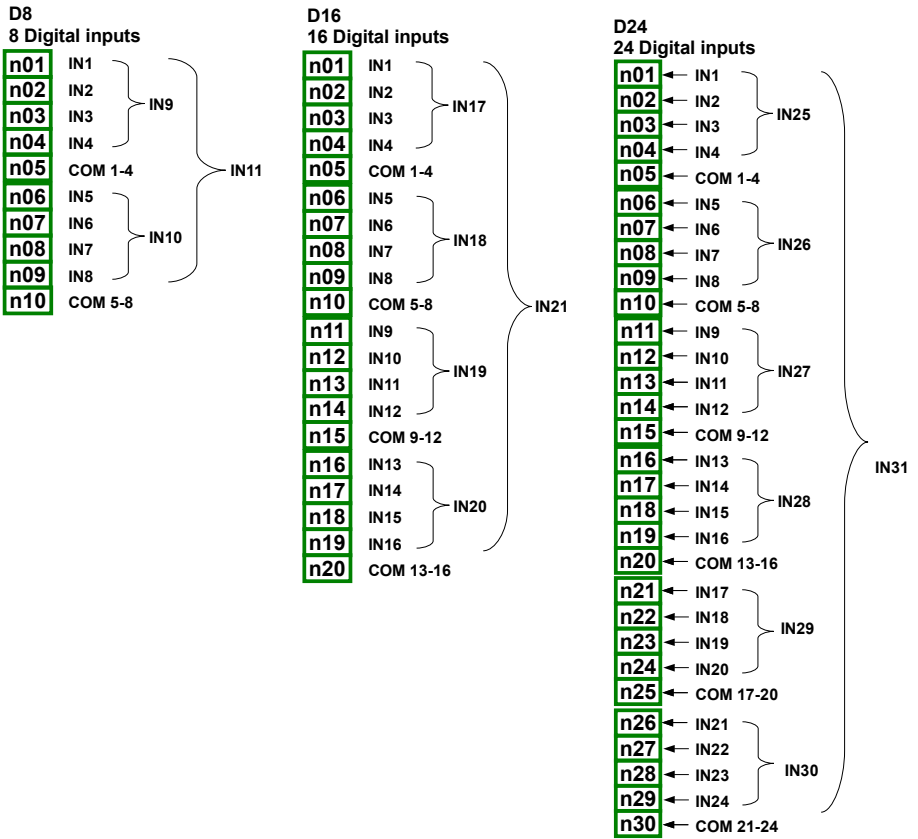 D8
8 Digital inputs
n01 IN1
n02 IN2
IN9
n03 IN3
n04 IN4
n05 COM 1-4
IN11
n06 IN5
n07 IN6
IN10
n08 IN7
n09 IN8
n10 COM 5-8
D16
16 Digital inputs
n01 IN1
n02 IN2
IN17
n03 IN3
n04 IN4
n05 COM 1-4
n06 IN5
n07 IN6
IN18
n08 IN7
n09 IN8
n10 COM 5-8
IN21
n11 IN9
n12 IN10
IN19
n13 IN11
n14 IN12
n15 COM 9-12
n16 IN13
n17 IN14
IN20
n18 IN15
n19 IN16
n20 COM 13-16
D24
24 Digital inputs
n01 IN1
n02 IN2
IN25
n03 IN3
n04 IN4
n05 COM 1-4
n06 IN5
n07 IN6
IN26
n08 IN7
n09 IN8
n10 COM 5-8
n11 IN9
n12 IN10
IN27
n13 IN11
n14 IN12
n15 COM 9-12
IN31
n16 IN13
n17 IN14
IN28
n18 IN15
n19 IN16
n20 COM 13-16
n21 IN17
n22 IN18
IN29
n23 IN19
n24 IN20
n25 COM 17-20
n26 IN21
n27 IN22
IN30
n28 IN23
n29 IN24
n30 COM 21-24